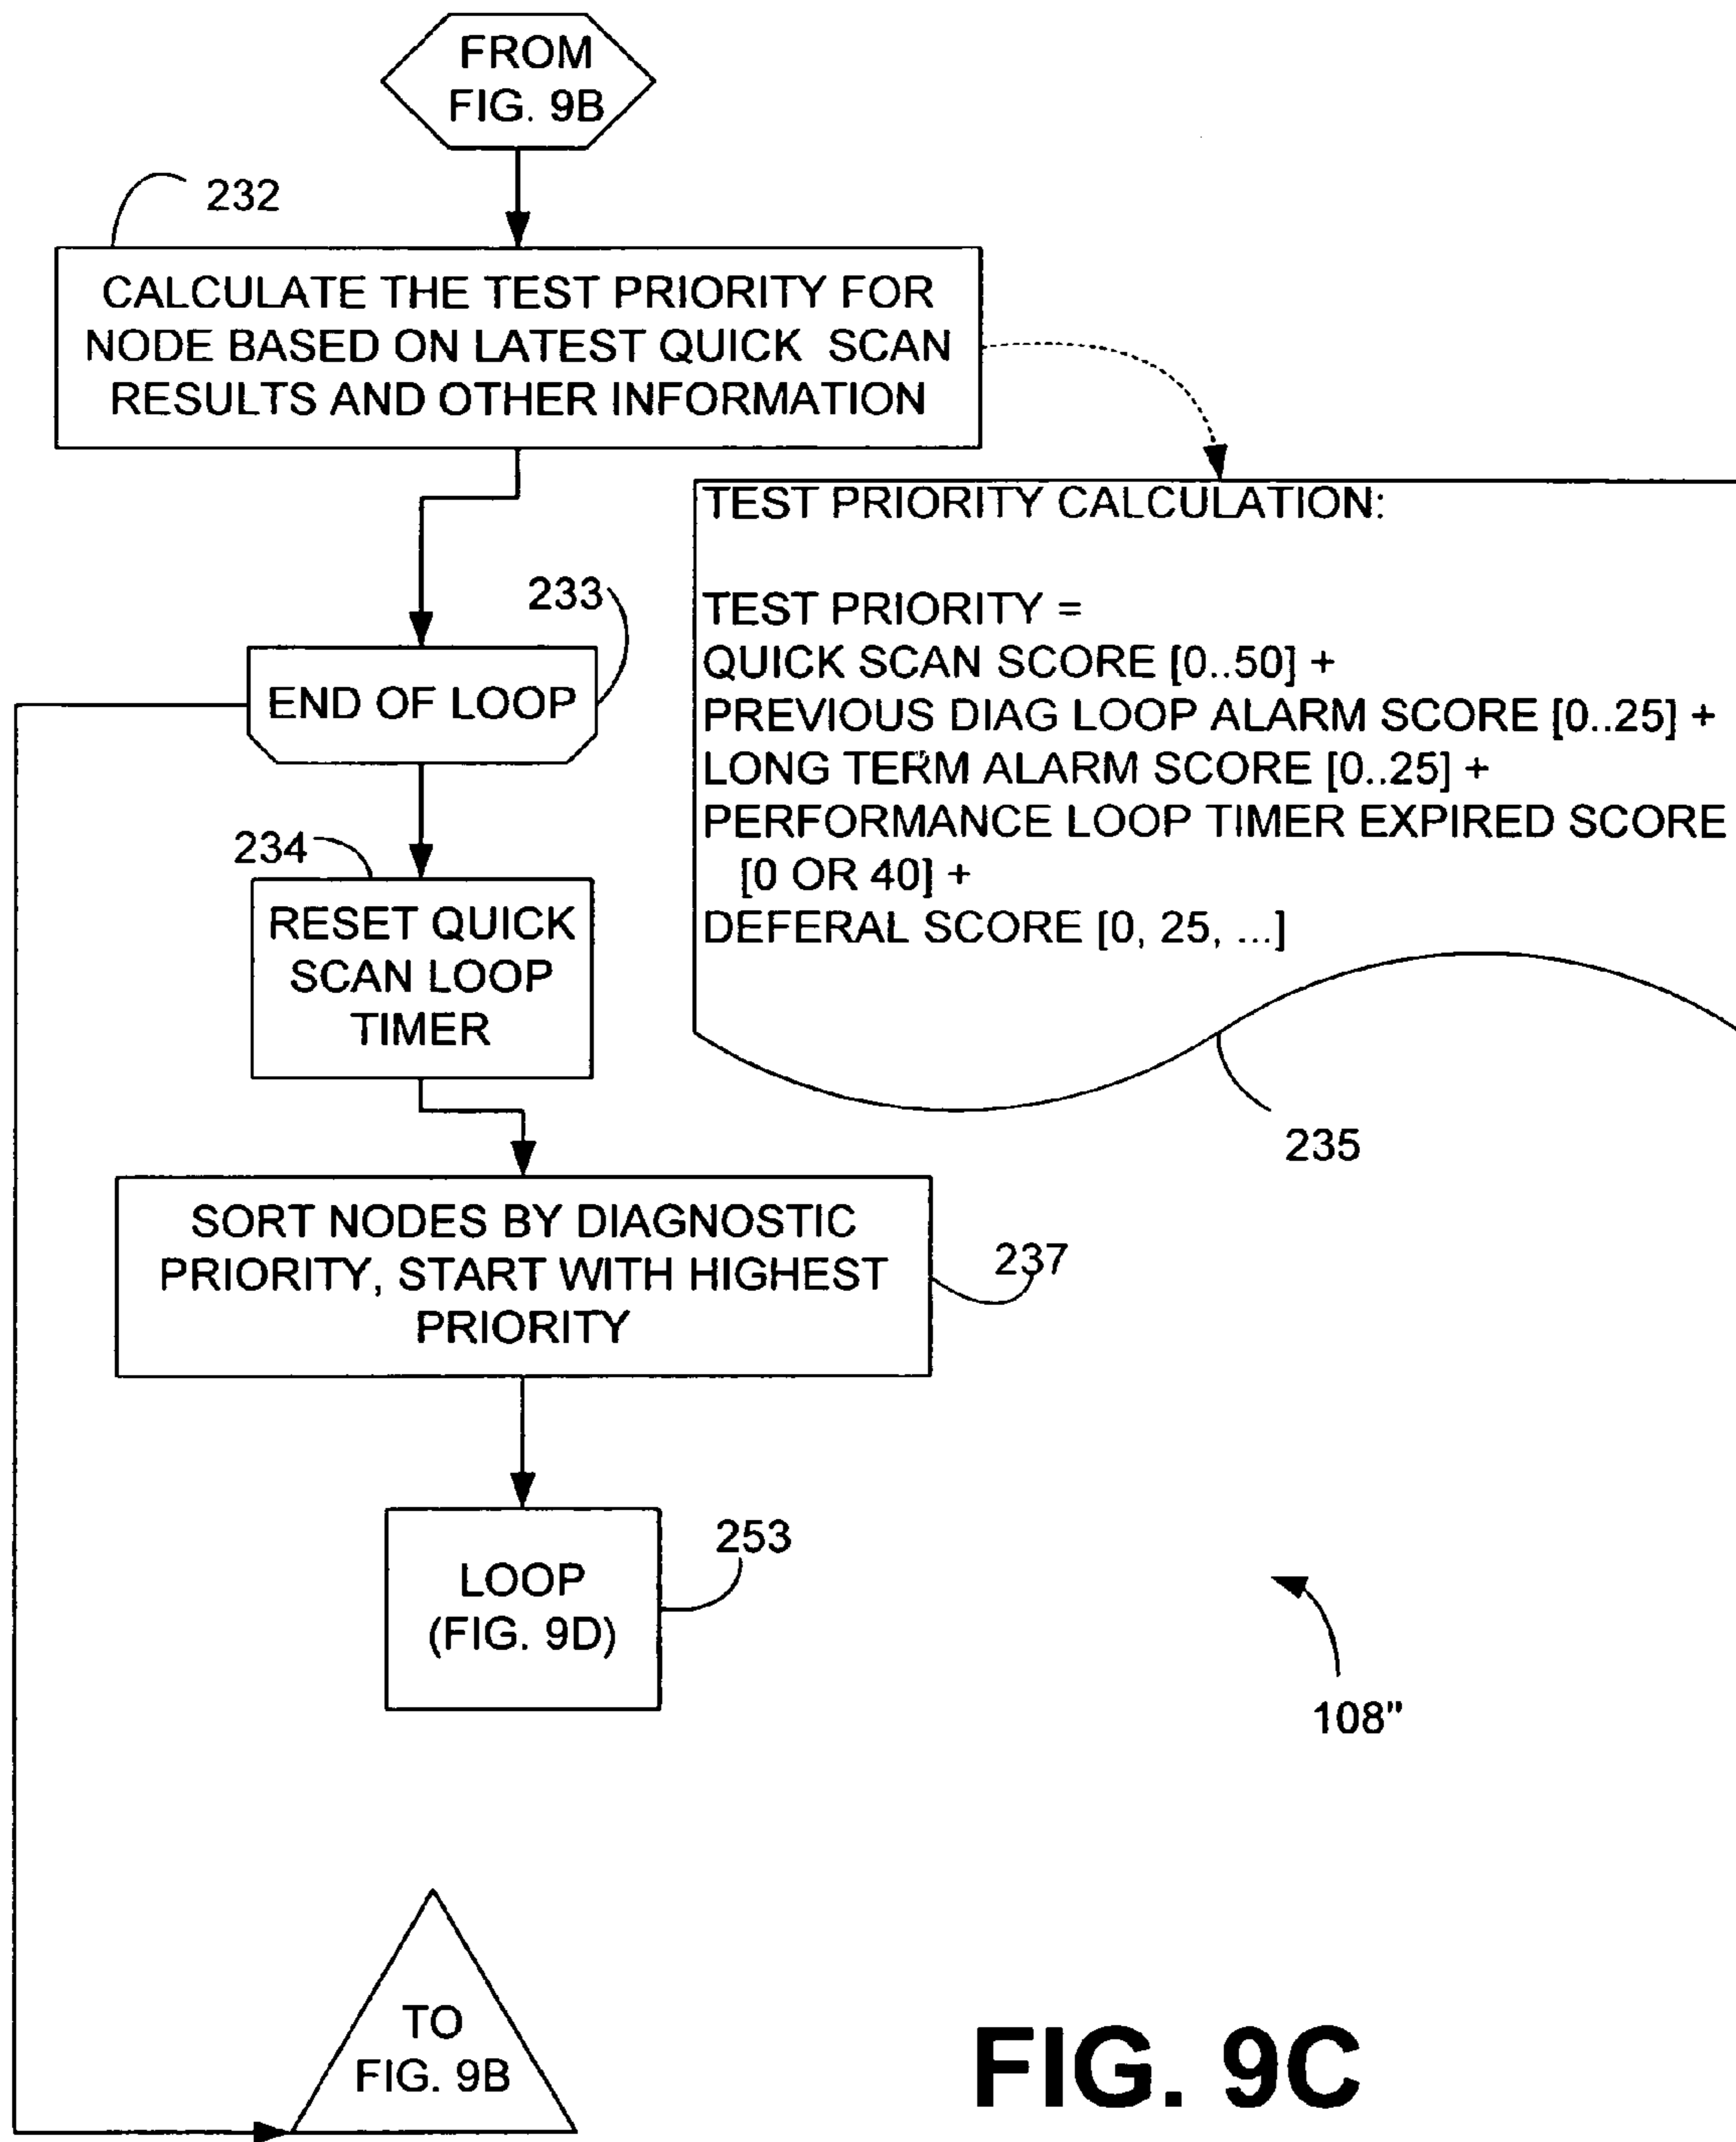 FROM
FIG. 9B
232
CALCULATE THE TEST PRIORITY FOR
NODE BASED ON LATEST QUICK SCAN
RESULTS AND OTHER INFORMATION
TEST PRIORITY CALCULATION:
TEST PRIORITY =
QUICK SCAN SCORE [0..50] +
PREVIOUS DIAG LOOP ALARM SCORE [0..25] +
LONG TERM ALARM SCORE [0..25] +
PERFORMANCE LOOP TIMER EXPIRED SCORE
[0 OR 40] +
DEFERAL SCORE [0, 25, ...]
235
233
END OF LOOP
234
RESET QUICK
SCAN LOOP
TIMER
SORT NODES BY DIAGNOSTIC
PRIORITY, START WITH HIGHEST
PRIORITY
237
LOOP
(FIG. 9D)
253
108"
TO
FIG. 9B
FIG. 9C